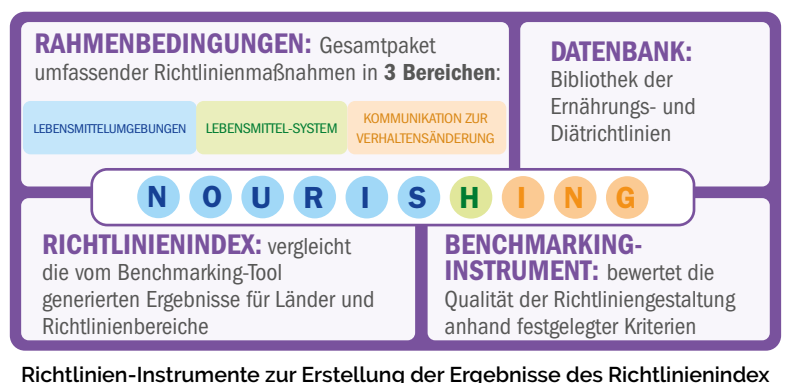 RAHMENBEDINGUNGEN: Gesamtpaket
umfassender Richtlinienmaßnahmen in 3 Bereichen:
LEBENSMITTELUMGEBUNGEN
LEBENSMITTEL-SYSTEM
KOMMUNIKATION ZUR
VERHALTENSÄNDERUNG
DATENBANK:
Bibliothek der
Ernährungs- und
Diätrichtlinien
NOURISHING
RICHTLINIENINDEX: vergleicht
die vom Benchmarking-Tool
generierten Ergebnisse für Länder und
Richtlinienbereiche
BENCHMARKING-
INSTRUMENT: bewertet die
Qualität der Richtliniengestaltung
anhand festgelegter Kriterien
Richtlinien-Instrumente zur Erstellung der Ergebnisse des Richtlinienindex